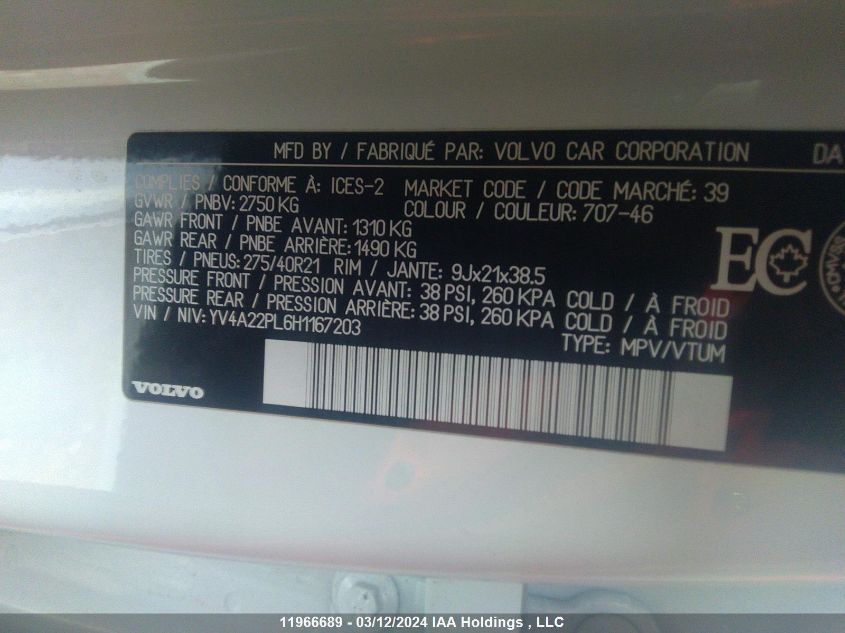 MFD BY / FABRIQUÉ PAR: VOLVO CAR CORPORATION DA
COMPLIES / CONFORME À: ICES-2 MARKET CODE / CODE MARCHÉ: 39
GVWR / PNBV: 2750 KG COLOUR / COULEUR: 707-46
GAWR FRONT / PNBE AVANT: 1310 KG
GAWR REAR / PNBE ARRIÈRE: 1490 KG
TIRES / PNEUS: 275/40R21 RIM / JANTE: 9Jx21x38.5
PRESSURE FRONT / PRESSION AVANT: 38 PSI, 260 KPA COLD / À FROID
PRESSURE REAR / PRESSION ARRIÈRE: 38 PSI, 260 KPA COLD / À FROID
VIN / NIV: YV4A22PL6H1167203 TYPE: MPV/VTUM
EC
VOLVO
11966689 - 03/12/2024 IAA Holdings , LLC